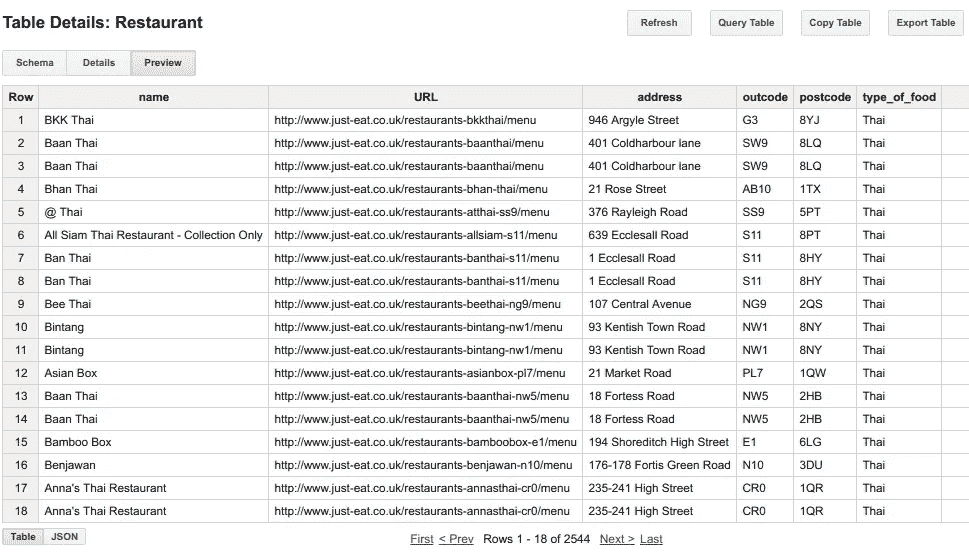 Table Details: Restaurant Refresh Query Table Copy Table Export Table
Schema Details Preview
Row name URL address outcode postcode type_of_food
1 BKK Thai http://www.just-eat.co.uk/restaurants-bkkthai/menu 946 Argyle Street G3 8YJ Thai
2 Baan Thai http://www.just-eat.co.uk/restaurants-baanthai/menu 401 Coldharbour lane SW9 8LQ Thai
3 Baan Thai http://www.just-eat.co.uk/restaurants-baanthai/menu 401 Coldharbour lane SW9 8LQ Thai
4 Bhan Thai http://www.just-eat.co.uk/restaurants-bhan-thai/menu 21 Rose Street AB10 1TX Thai
5 @ Thai http://www.just-eat.co.uk/restaurants-atthai-ss9/menu 376 Rayleigh Road SS9 5PT Thai
6 All Siam Thai Restaurant - Collection Only http://www.just-eat.co.uk/restaurants-allsiam-s11/menu 639 Ecclesall Road S11 8PT Thai
7 Ban Thai http://www.just-eat.co.uk/restaurants-banthai-s11/menu 1 Ecclesall Road S11 8HY Thai
8 Ban Thai http://www.just-eat.co.uk/restaurants-banthai-s11/menu 1 Ecclesall Road S11 8HY Thai
9 Bee Thai http://www.just-eat.co.uk/restaurants-beethai-ng9/menu 107 Central Avenue NG9 2QS Thai
10 Bintang http://www.just-eat.co.uk/restaurants-bintang-nw1/menu 93 Kentish Town Road NW1 8NY Thai
11 Bintang http://www.just-eat.co.uk/restaurants-bintang-nw1/menu 93 Kentish Town Road NW1 8NY Thai
12 Asian Box http://www.just-eat.co.uk/restaurants-asianbox-pl7/menu 21 Market Road PL7 1QW Thai
13 Baan Thai http://www.just-eat.co.uk/restaurants-baanthai-nw5/menu 18 Fortess Road NW5 2HB Thai
14 Baan Thai http://www.just-eat.co.uk/restaurants-baanthai-nw5/menu 18 Fortess Road NW5 2HB Thai
15 Bamboo Box http://www.just-eat.co.uk/restaurants-bamboobox-e1/menu 194 Shoreditch High Street E1 6LG Thai
16 Benjawan http://www.just-eat.co.uk/restaurants-benjawan-n10/menu 176-178 Fortis Green Road N10 3DU Thai
17 Anna's Thai Restaurant http://www.just-eat.co.uk/restaurants-annasthai-cr0/menu 235-241 High Street CR0 1QR Thai
18 Anna's Thai Restaurant http://www.just-eat.co.uk/restaurants-annasthai-cr0/menu 235-241 High Street CR0 1QR Thai
Table JSON First < Prev Rows 1 - 18 of 2544 Next > Last